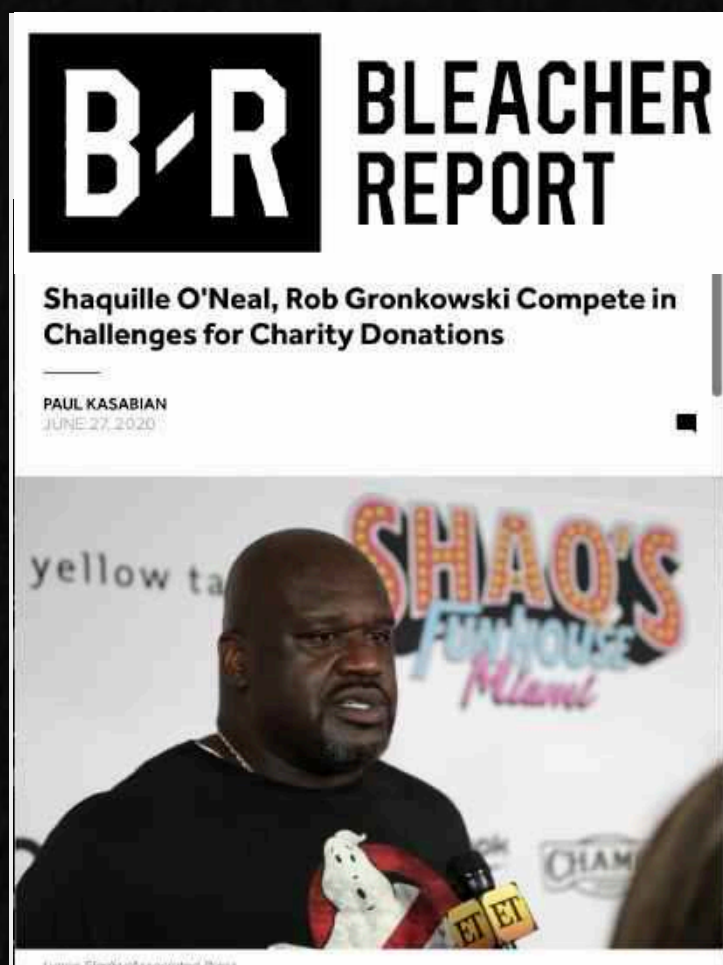 B/R
BLEACHER
REPORT
Shaquille O'Neal, Rob Gronkowski Compete in
Challenges for Charity Donations
PAUL KASABIAN
JUNE 27, 2020
yellow ta
SHAQ'S
FUN HOUSE
Miami
CHAM
ET ET